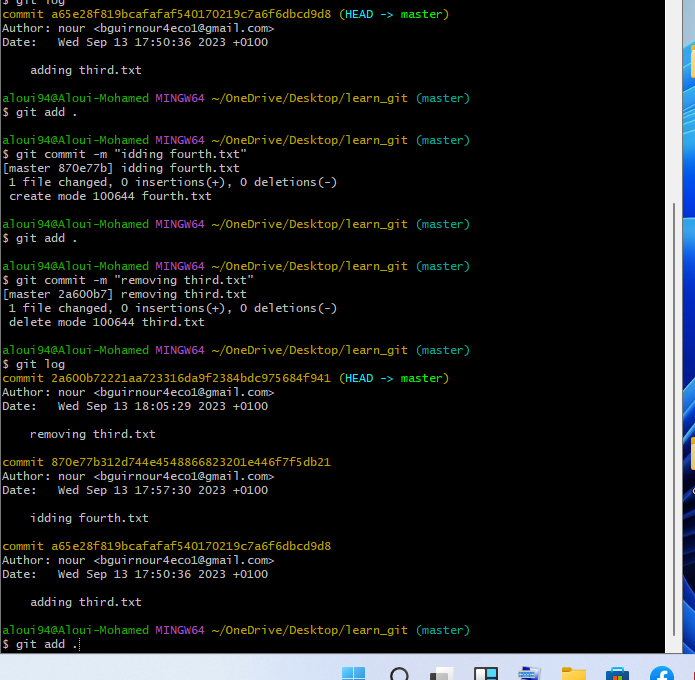 $ git log
commit a65e28f819bcafafaf540170219c7a6f6dbcd9d8 (HEAD -> master)
Author: nour <bguirnour4eco1@gmail.com>
Date:   Wed Sep 13 17:50:36 2023 +0100
    adding third.txt
aloui94@Aloui-Mohamed MINGW64 ~/OneDrive/Desktop/learn_git (master)
$ git add .
aloui94@Aloui-Mohamed MINGW64 ~/OneDrive/Desktop/learn_git (master)
$ git commit -m "idding fourth.txt"
[master 870e77b] idding fourth.txt
 1 file changed, 0 insertions(+), 0 deletions(-)
 create mode 100644 fourth.txt
aloui94@Aloui-Mohamed MINGW64 ~/OneDrive/Desktop/learn_git (master)
$ git add .
aloui94@Aloui-Mohamed MINGW64 ~/OneDrive/Desktop/learn_git (master)
$ git commit -m "removing third.txt"
[master 2a600b7] removing third.txt
 1 file changed, 0 insertions(+), 0 deletions(-)
 delete mode 100644 third.txt
aloui94@Aloui-Mohamed MINGW64 ~/OneDrive/Desktop/learn_git (master)
$ git log
commit 2a600b72221aa723316da9f2384bdc975684f941 (HEAD -> master)
Author: nour <bguirnour4eco1@gmail.com>
Date:   Wed Sep 13 18:05:29 2023 +0100
    removing third.txt
commit 870e77b312d744e4548866823201e446f7f5db21
Author: nour <bguirnour4eco1@gmail.com>
Date:   Wed Sep 13 17:57:30 2023 +0100
    idding fourth.txt
commit a65e28f819bcafafaf540170219c7a6f6dbcd9d8
Author: nour <bguirnour4eco1@gmail.com>
Date:   Wed Sep 13 17:50:36 2023 +0100
    adding third.txt
aloui94@Aloui-Mohamed MINGW64 ~/OneDrive/Desktop/learn_git (master)
$ git add .